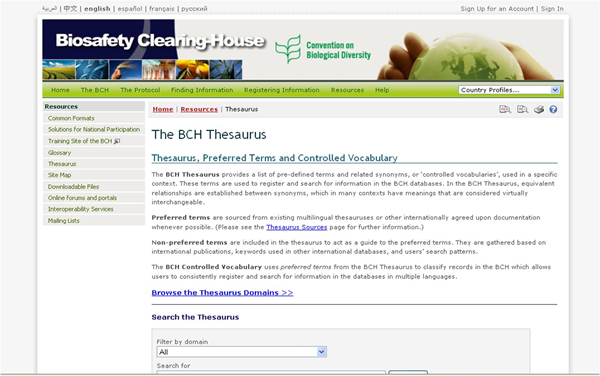 العربية | 中文 | english | español | français | русский
Sign Up for an Account | Sign In
Biosafety Clearing-House
Convention on
Biological Diversity
Home The BCH The Protocol Finding Information Registering Information Resources Help
Country Profiles...
Resources
Common Formats
Solutions for National Participation
Training Site of the BCH
Glossary
Thesaurus
Site Map
Downloadable Files
Online forums and portals
Interoperability Services
Mailing Lists
Home | Resources | Thesaurus
The BCH Thesaurus
Thesaurus, Preferred Terms and Controlled Vocabulary
The BCH Thesaurus provides a list of pre-defined terms and related synonyms, or 'controlled vocabularies', used in a specific
context. These terms are used to register and search for information in the BCH databases. In the BCH Thesaurus, equivalent
relationships are established between synonyms, which in many contexts have meanings that are considered virtually
interchangeable.
Preferred terms are sourced from existing multilingual thesauruses or other internationally agreed upon documentation
whenever possible. (Please see the Thesaurus Sources page for further information.)
Non-preferred terms are included in the thesaurus to act as a guide to the preferred terms. They are gathered based on
international publications, keywords used in other international databases, and users' search patterns.
The BCH Controlled Vocabulary uses preferred terms from the BCH Thesaurus to classify records in the BCH which allows
users to consistently register and search for information in the databases in multiple languages.
Browse the Thesaurus Domains >>
Search the Thesaurus
Filter by domain
All
Search for